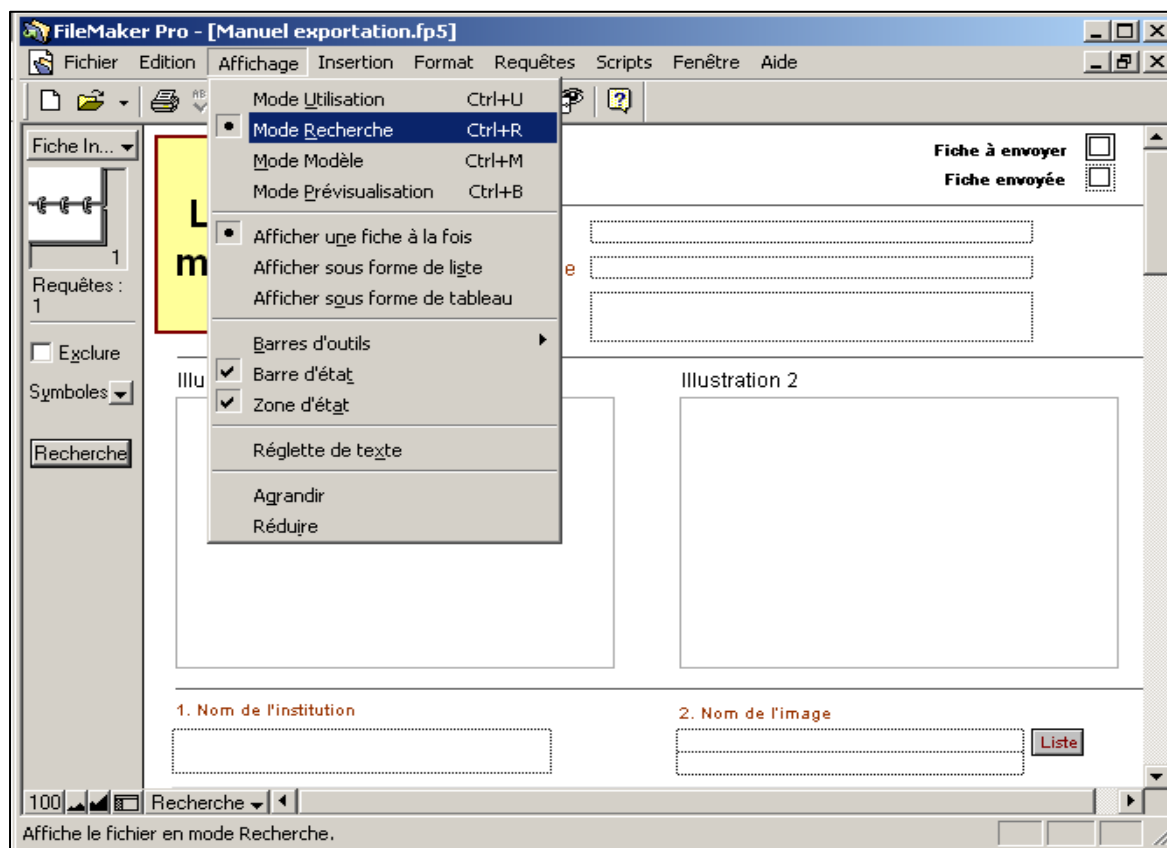 FileMaker Pro - [Manuel exportation.fp5]
Fichier Edition Affichage Insertion Format Requêtes Scripts Fenêtre Aide
Mode Utilisation Ctrl+U
Mode Recherche Ctrl+R
Mode Modèle Ctrl+M
Mode Prévisualisation Ctrl+B
Afficher une fiche à la fois
Afficher sous forme de liste
Afficher sous forme de tableau
Barres d'outils
Barre d'état
Zone d'état
Réglette de texte
Agrandir
Réduire
Fiche In...
1
Requêtes :
1
Exclure
Symboles
Recherche
L
m
Fiche à envoyer
Fiche envoyée
e
Illu
Illustration 2
1. Nom de l'institution
2. Nom de l'image
Liste
100 Recherche
Affiche le fichier en mode Recherche.